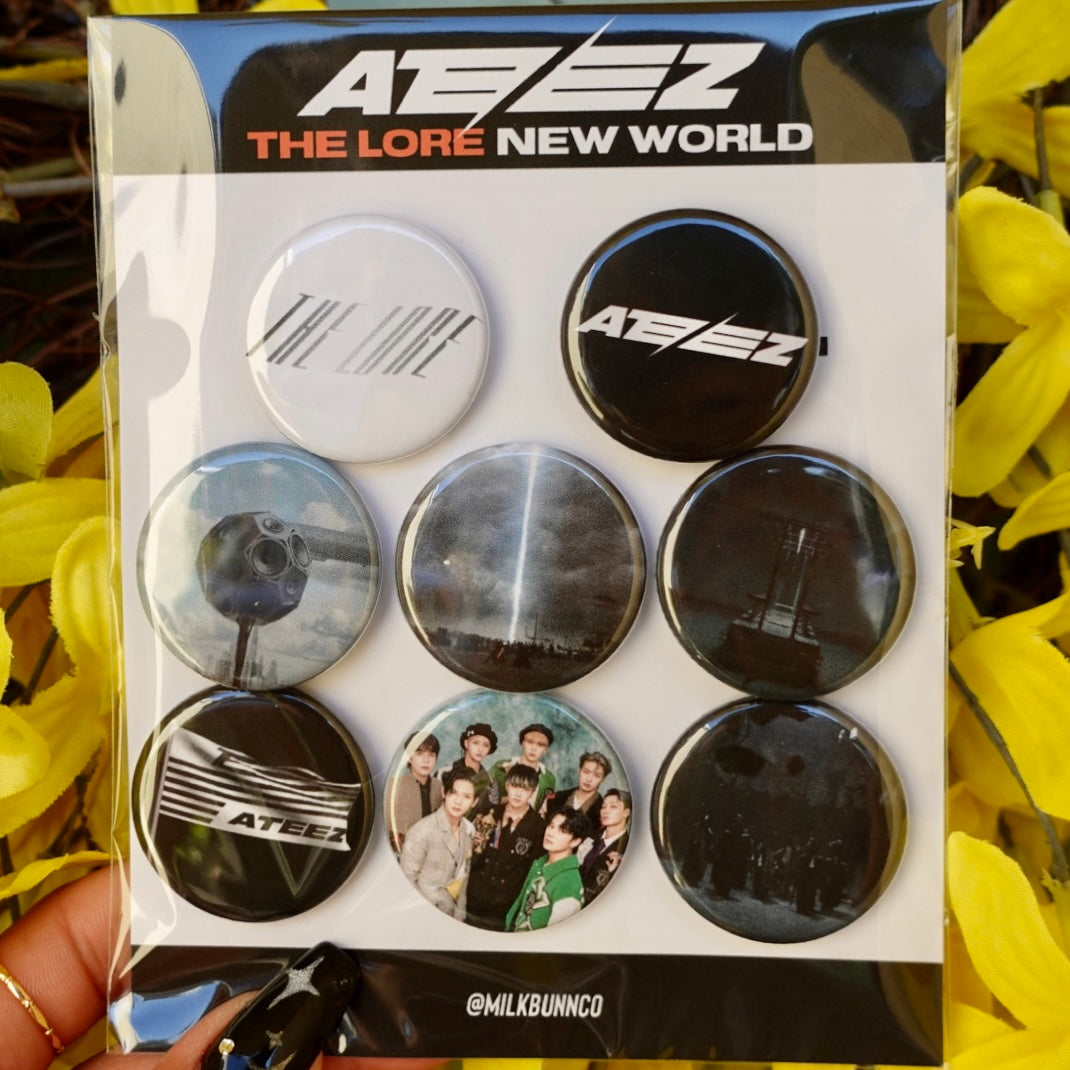 ATEEZ
THE LORE NEW WORLD
THE LORE
ATEEZ
ATEEZ
@MILKBUNNCO